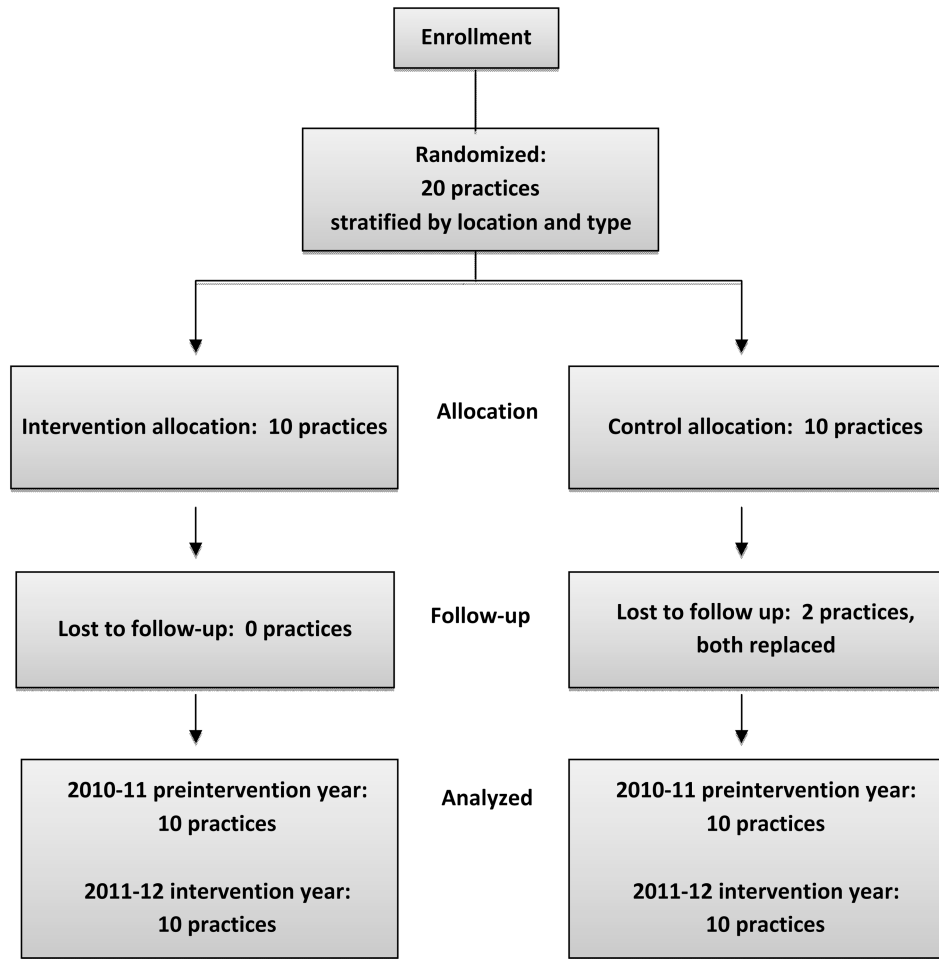 Enrollment
Randomized:
20 practices
stratified by location and type
Intervention allocation: 10 practices
Allocation
Control allocation: 10 practices
Lost to follow-up: 0 practices
Follow-up
Lost to follow up: 2 practices,
both replaced
2010-11 preintervention year:
10 practices
2011-12 intervention year:
10 practices
Analyzed
2010-11 preintervention year:
10 practices
2011-12 intervention year:
10 practices